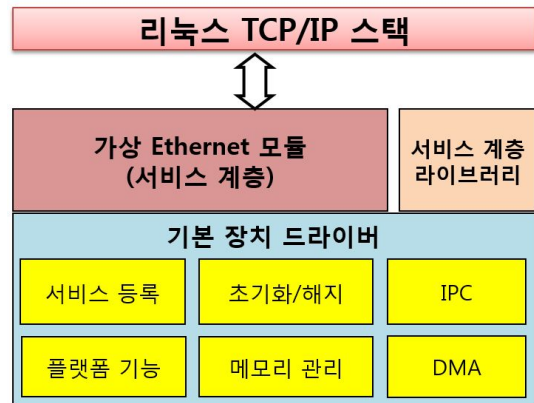 리눅스 TCP/IP 스택
가상 Ethernet 모듈
(서비스 계층)
서비스 계층
라이브러리
기본 장치 드라이버
서비스 등록
초기화/해지
IPC
플랫폼 기능
메모리 관리
DMA